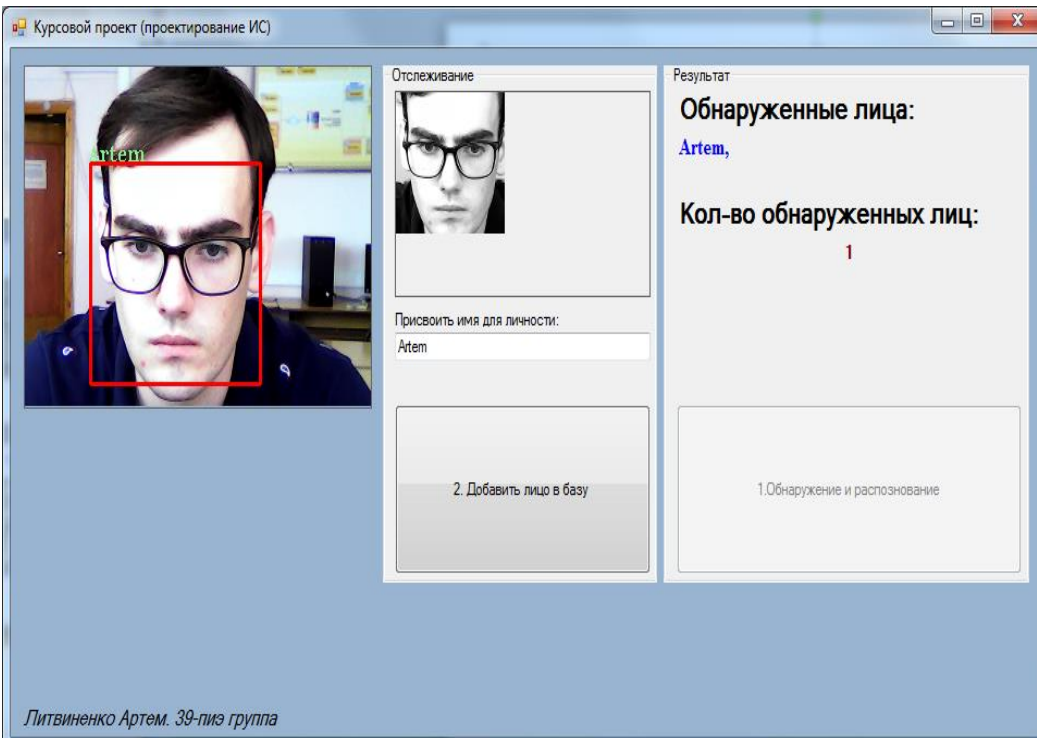 Курсовой проект (проектирование ИС)
Artem
Отслеживание
Присвоить имя для личности:
Artem
2. Добавить лицо в базу
Результат
Обнаруженные лица:
Artem,
Кол-во обнаруженных лиц:
1
1.Обнаружение и распознование
Литвиненко Артем. 39-пиэ группа